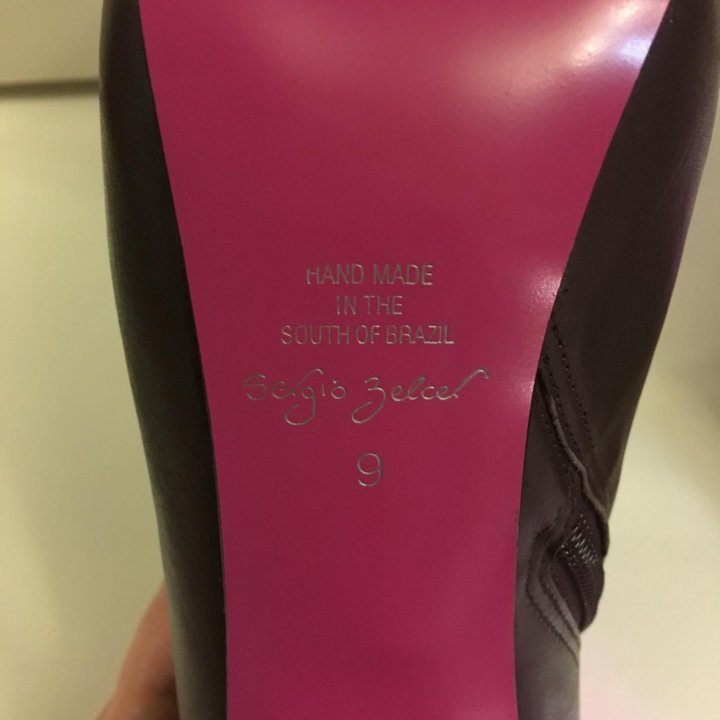 HAND MADE
IN THE
SOUTH OF BRAZIL
Sergio Zelcer
9